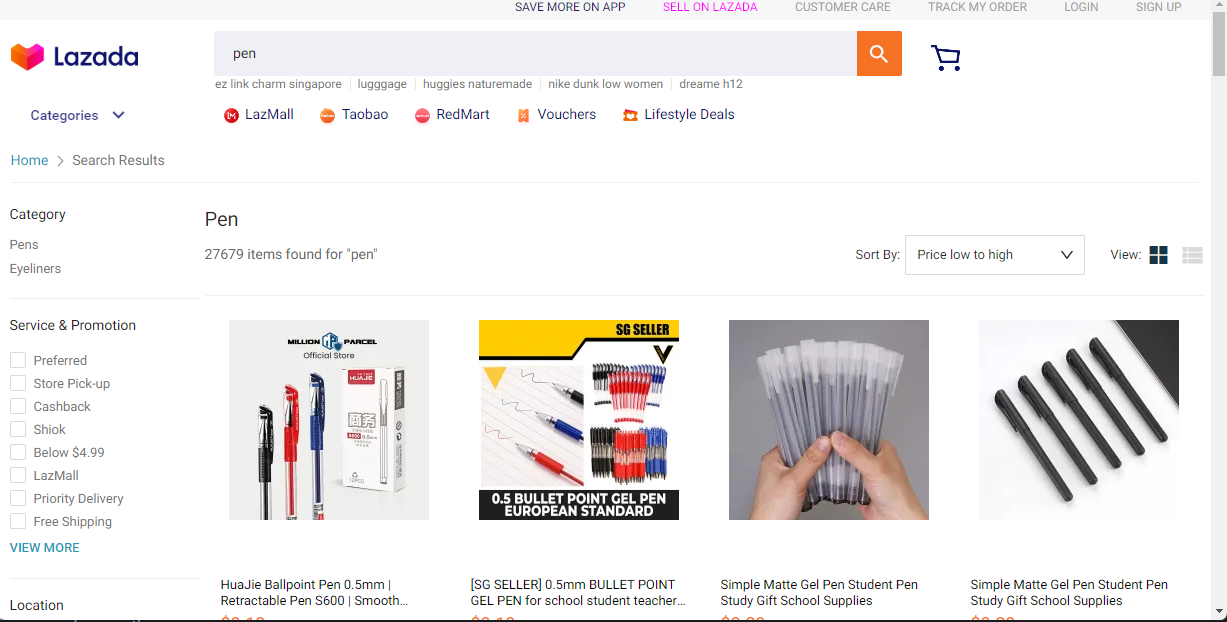 SAVE MORE ON APP
SELL ON LAZADA
CUSTOMER CARE
TRACK MY ORDER
LOGIN
SIGN UP
Lazada
pen
ez link charm singapore
lugggage
huggies naturemade
nike dunk low women
dreame h12
Categories
LazMall
Taobao
RedMart
Vouchers
Lifestyle Deals
Home
Search Results
Category
Pens
Eyeliners
Service & Promotion
Preferred
Store Pick-up
Cashback
Shiok
Below $4.99
LazMall
Priority Delivery
Free Shipping
VIEW MORE
Location
Pen
27679 items found for "pen"
Sort By:
Price low to high
View:
MILLION PARCEL
Official Store
HUAJIE
商务
HuaJie Ballpoint Pen 0.5mm |
Retractable Pen S600 | Smooth...
SG SELLER
0.5 BULLET POINT GEL PEN
EUROPEAN STANDARD
[SG SELLER] 0.5mm BULLET POINT
GEL PEN for school student teacher...
Simple Matte Gel Pen Student Pen
Study Gift School Supplies
Simple Matte Gel Pen Student Pen
Study Gift School Supplies